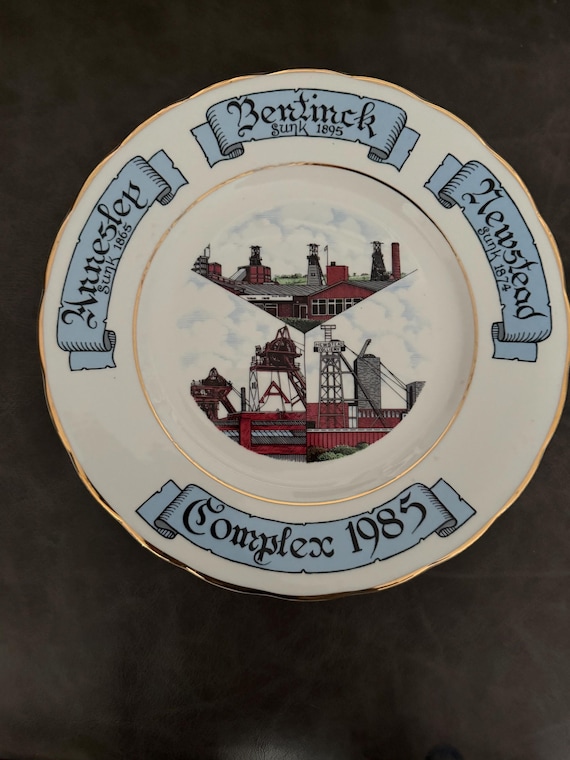 Bentinck
Sunk 1895
Annesley
Sunk 1865
Newstead
Sunk 1874
Complex 1985